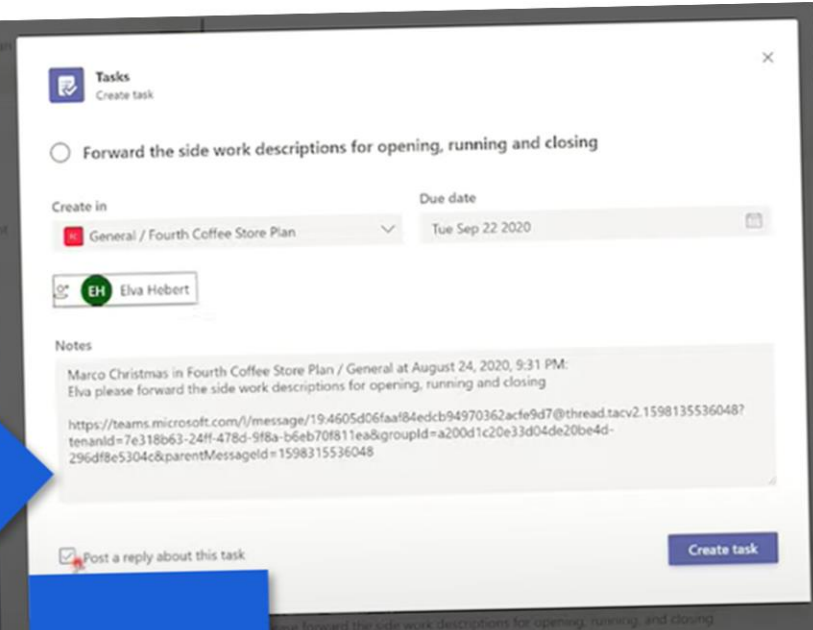 Tasks
Create task
Forward the side work descriptions for opening, running and closing
Create in
Due date
General / Fourth Coffee Store Plan
Tue Sep 22 2020
EH Elva Hebert
Notes
Marco Christmas in Fourth Coffee Store Plan / General at August 24, 2020, 9:31 PM:
Elva please forward the side work descriptions for opening, running and closing
https://teams.microsoft.com/l/message/19:4605d06faaf84edcb94970362acfe9d7@thread.tacv2.1598135536048?
tenantId=7e318b63-24ff-478d-9f8a-b6eb70f811ea&groupId=a200d1c20e33d04de20be4d-
296df8e5304c&parentMessageId=1598315536048
Post a reply about this task
Create task
forward the side work descriptions for opening, running, and closing